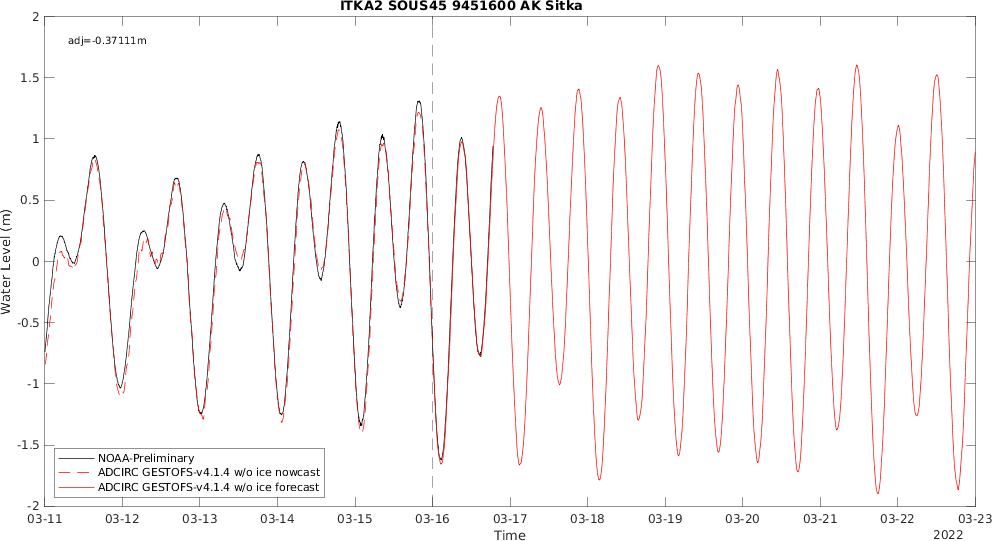 ITKA2 SOUS45 9451600 AK Sitka
adj=-0.37111m
2
1.5
1
0.5
0
-0.5
-1
-1.5
-2
Water Level (m)
NOAA-Preliminary
ADCIRC GESTOFS-v4.1.4 w/o ice nowcast
ADCIRC GESTOFS-v4.1.4 w/o ice forecast
03-11 03-12 03-13 03-14 03-15 03-16 03-17 03-18 03-19 03-20 03-21 03-22 03-23
Time
2022